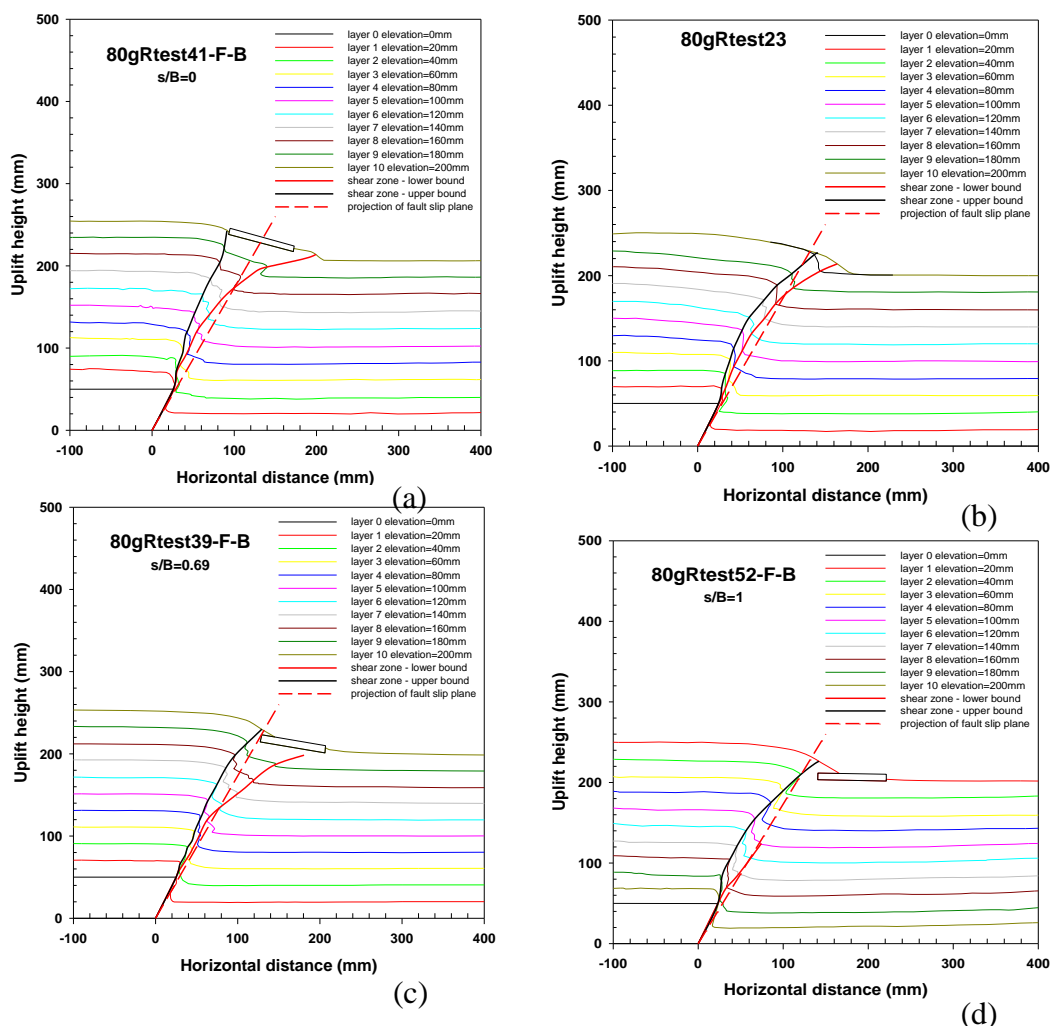 80gRtest41-F-B
s/B=0
layer 0 elevation=0mm
layer 1 elevation=20mm
layer 2 elevation=40mm
layer 3 elevation=60mm
layer 4 elevation=80mm
layer 5 elevation=100mm
layer 6 elevation=120mm
layer 7 elevation=140mm
layer 8 elevation=160mm
layer 9 elevation=180mm
layer 10 elevation=200mm
shear zone - lower bound
shear zone - upper bound
projection of fault slip plane
Uplift height (mm)
500
400
300
200
100
0
-100 0 100 200 300 400
Horizontal distance (mm)
(a)
80gRtest23
layer 0 elevation=0mm
layer 1 elevation=20mm
layer 2 elevation=40mm
layer 3 elevation=60mm
layer 4 elevation=80mm
layer 5 elevation=100mm
layer 6 elevation=120mm
layer 7 elevation=140mm
layer 8 elevation=160mm
layer 9 elevation=180mm
layer 10 elevation=200mm
shear zone - lower bound
shear zone - upper bound
projection of fault slip plane
Uplift height (mm)
500
400
300
200
100
0
-100 0 100 200 300 400
Horizontal distance (mm)
(b)
80gRtest39-F-B
s/B=0.69
layer 0 elevation=0mm
layer 1 elevation=20mm
layer 2 elevation=40mm
layer 3 elevation=60mm
layer 4 elevation=80mm
layer 5 elevation=100mm
layer 6 elevation=120mm
layer 7 elevation=140mm
layer 8 elevation=160mm
layer 9 elevation=180mm
layer 10 elevation=200mm
shear zone - lower bound
shear zone - upper bound
projection of fault slip plane
Uplift height (mm)
500
400
300
200
100
0
-100 0 100 200 300 400
Horizontal distance (mm)
(c)
80gRtest52-F-B
s/B=1
layer 0 elevation=0mm
layer 1 elevation=20mm
layer 2 elevation=40mm
layer 3 elevation=60mm
layer 4 elevation=80mm
layer 5 elevation=100mm
layer 6 elevation=120mm
layer 7 elevation=140mm
layer 8 elevation=160mm
layer 9 elevation=180mm
layer 10 elevation=200mm
shear zone - lower bound
shear zone - upper bound
projection of fault slip plane
Uplift height (mm)
500
400
300
200
100
0
-100 0 100 200 300 400
Horizontal distance (mm)
(d)